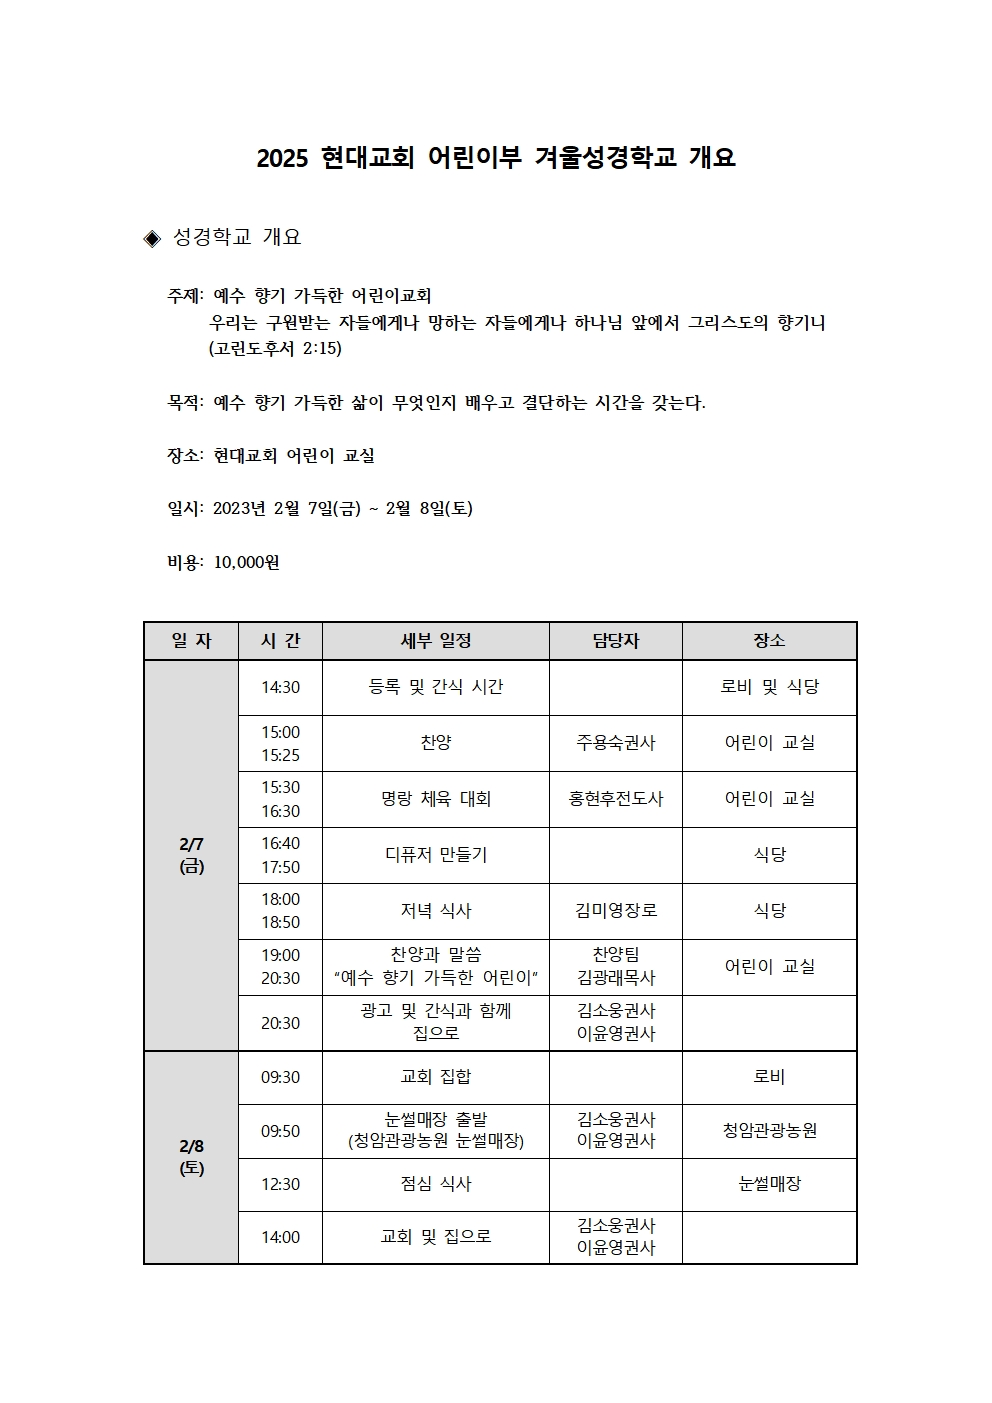 2025 현대교회 어린이부 겨울성경학교 개요
◈ 성경학교 개요
주제: 예수 향기 가득한 어린이교회
우리는 구원받는 자들에게나 망하는 자들에게나 하나님 앞에서 그리스도의 향기니
(고린도후서 2:15)
목적: 예수 향기 가득한 삶이 무엇인지 배우고 결단하는 시간을 갖는다.
장소: 현대교회 어린이 교실
일시: 2023년 2월 7일(금) ~ 2월 8일(토)
비용: 10,000원
일 자 시 간 세부 일정 담당자 장소
2/7
(금)
14:30 등록 및 간식 시간 로비 및 식당
15:00
15:25
찬양 주용숙권사 어린이 교실
15:30
16:30
명랑 체육 대회 홍현후전도사 어린이 교실
16:40
17:50
디퓨저 만들기 식당
18:00
18:50
저녁 식사 김미영장로 식당
19:00
20:30
찬양과 말씀
“예수 향기 가득한 어린이”
찬양팀
김광래목사
어린이 교실
20:30
광고 및 간식과 함께
집으로
김소웅권사
이윤영권사
2/8
(토)
09:30 교회 집합 로비
09:50
눈썰매장 출발
(청암관광농원 눈썰매장)
김소웅권사
이윤영권사
청암관광농원
12:30 점심 식사 눈썰매장
14:00 교회 및 집으로
김소웅권사
이윤영권사